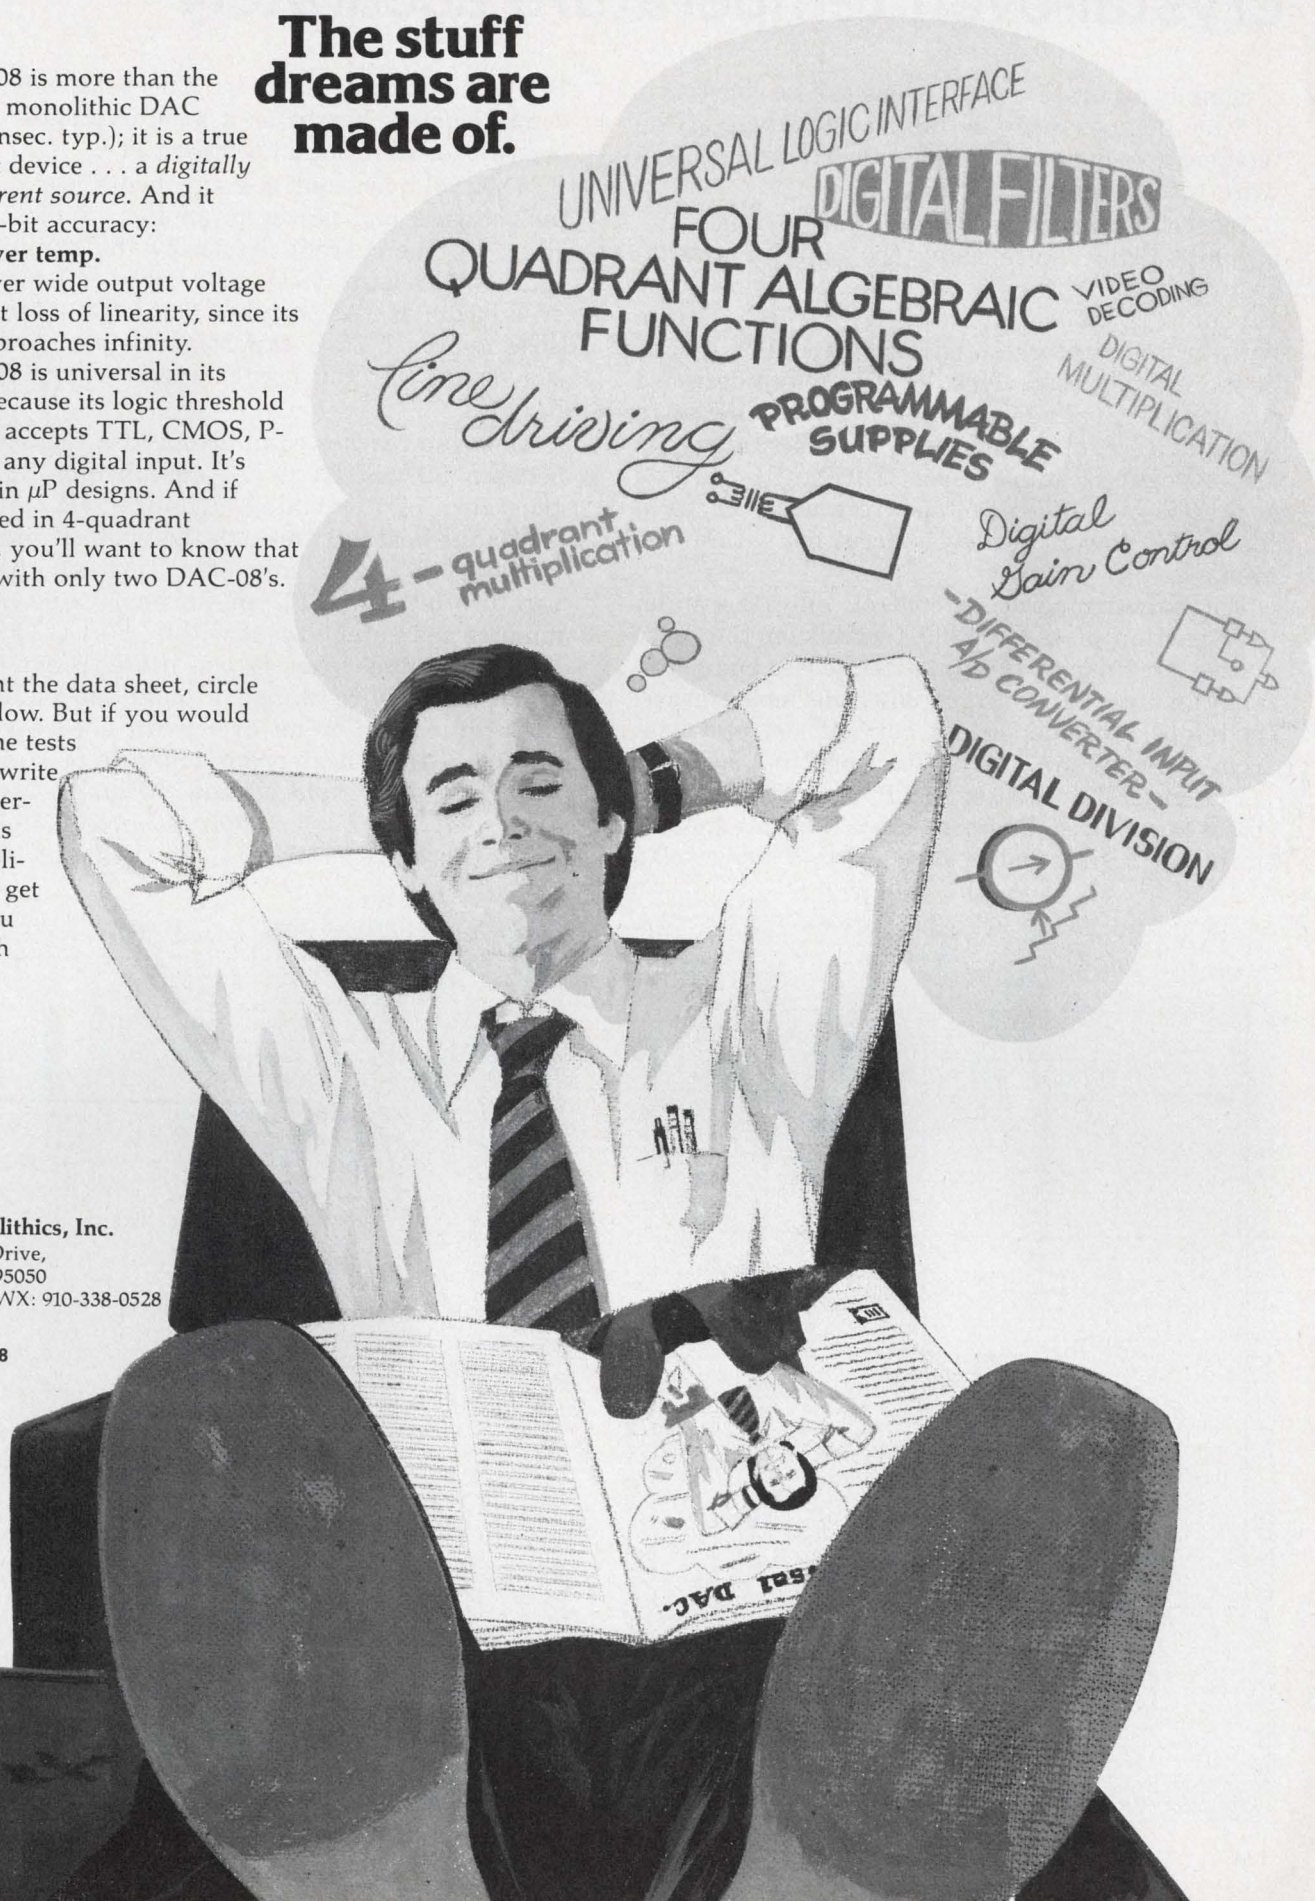 The stuff
dreams are
made of.
08 is more than the
monolithic DAC
nsec. typ.); it is a true
device . . . a digitally
rent source. And it
-bit accuracy:
ver temp.
er wide output voltage
t loss of linearity, since its
proaches infinity.
08 is universal in its
ecause its logic threshold
accepts TTL, CMOS, P-
any digital input. It's
in μP designs. And if
ed in 4-quadrant
you'll want to know that
with only two DAC-08's.
nt the data sheet, circle
low. But if you would
ne tests
write
er-
s
li-
get
u
h
lithics, Inc.
Drive,
95050
WX: 910-338-0528
8
UNIVERSAL LOGIC INTERFACE
DIGITAL FILTERS
FOUR
QUADRANT ALGEBRAIC
FUNCTIONS
VIDEO
DECODING
DIGITAL
MULTIPLICATION
line
driving
PROGRAMMABLE
SUPPLIES
4-quadrant
multiplication
Digital
Gain Control
-DIFFERENTIAL INPUT
A/D CONVERTER-
DIGITAL DIVISION
rsal DAC.